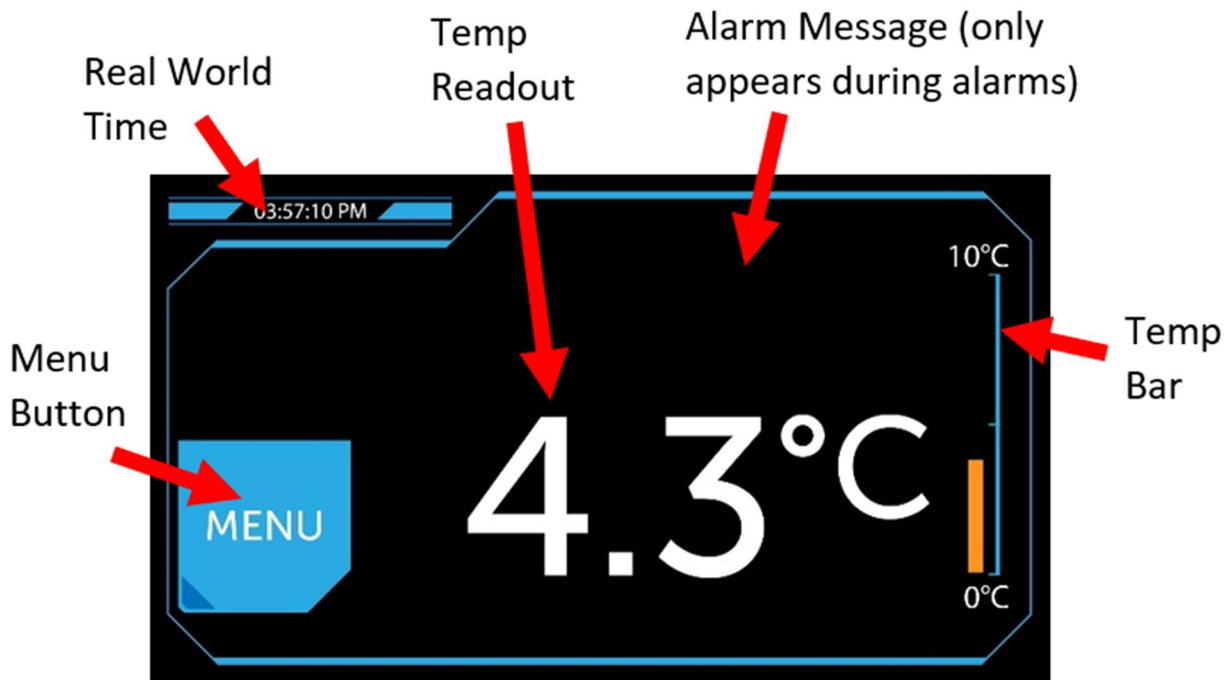 Real World
Time
Temp
Readout
Alarm Message (only
appears during alarms)
03:57:10 PM
10°C
Temp
Bar
Menu
Button
MENU
4.3°C
0°C